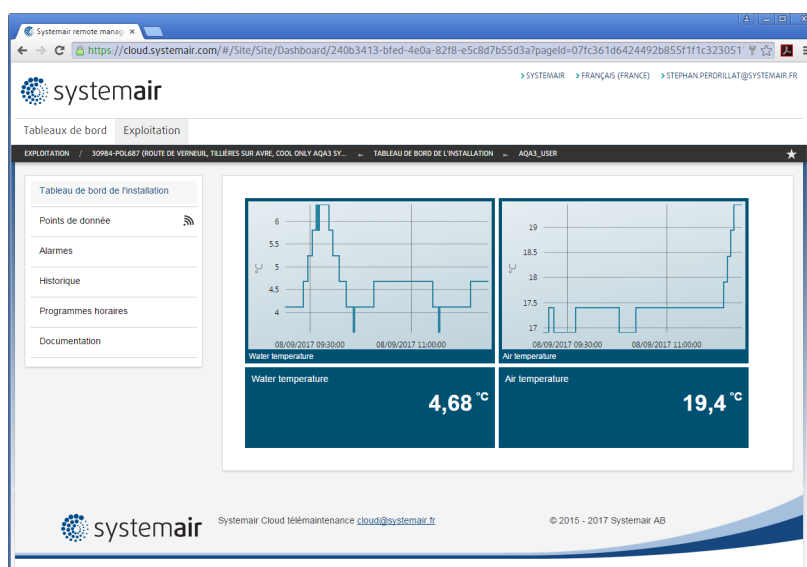 Systemair remote manag
https://cloud.systemair.com/#/Site/Site/Dashboard/240b3413-bfed-4e0a-82f8-e5c8d7b55d3a?pageId=07fc361d6424492b855f1f1c323051
systemair
SYSTEMAIR FRANÇAIS (FRANCE) STEPHAN.PERDRILLAT@SYSTEMAIR.FR
Tableaux de bord Exploitation
EXPLOITATION / 30984-POL687 (ROUTE DE VERNEUIL, TILLIÈRES SUR AVRE, COOL ONLY AQA3 SY... TABLEAU DE BORD DE L'INSTALLATION AQA3_USER
Tableau de bord de l'installation
Points de donnée
Alarmes
Historique
Programmes horaires
Documentation
6
5.5
5
4.5
4
°C
08/09/2017 09:30:00 08/09/2017 11:00:00
Water temperature
19
18.5
18
17.5
17
°C
08/09/2017 09:30:00 08/09/2017 11:00:00
Air temperature
Water temperature
4,68 °C
Air temperature
19,4 °C
systemair
Systemair Cloud télémaintenance cloud@systemair.fr
© 2015 - 2017 Systemair AB